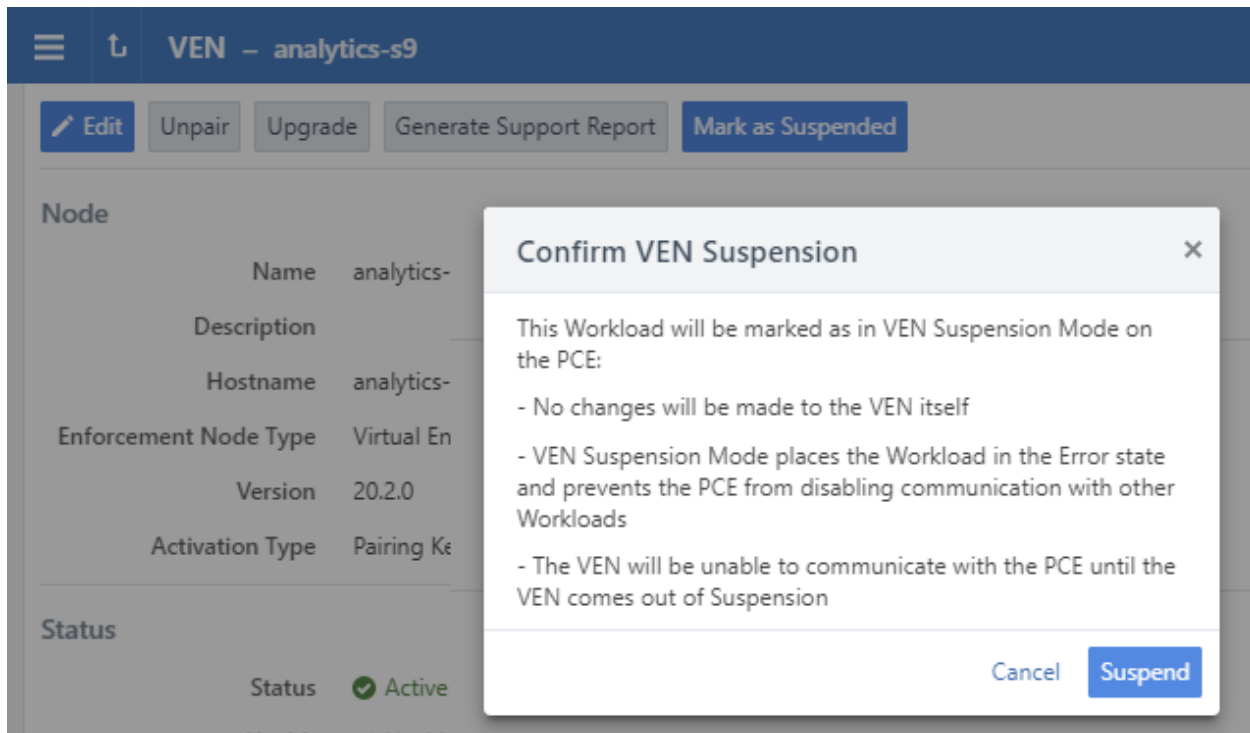 VEN – analytics-s9
Edit Unpair Upgrade Generate Support Report Mark as Suspended
Node
Name analytics-
Description
Hostname analytics-
Enforcement Node Type Virtual En
Version 20.2.0
Activation Type Pairing Ke
Status
Status Active
Confirm VEN Suspension
This Workload will be marked as in VEN Suspension Mode on
the PCE:
- No changes will be made to the VEN itself
- VEN Suspension Mode places the Workload in the Error state
and prevents the PCE from disabling communication with other
Workloads
- The VEN will be unable to communicate with the PCE until the
VEN comes out of Suspension
Cancel Suspend